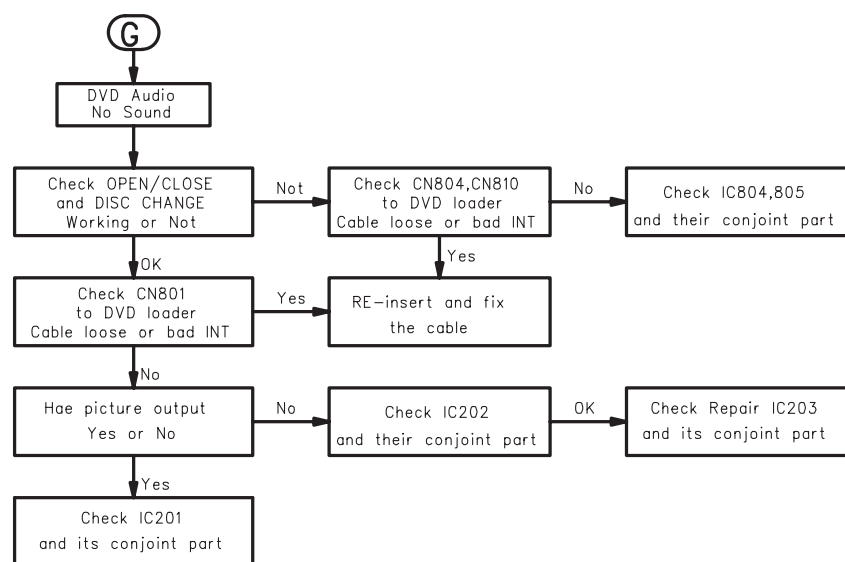 G
DVD Audio
No Sound
Check OPEN/CLOSE
and DISC CHANGE
Working or Not
Not
Check CN804,CN810
to DVD loader
Cable loose or bad INT
No
Check IC804,805
and their conjoint part
OK
Yes
Check CN801
to DVD loader
Cable loose or bad INT
Yes
RE-insert and fix
the cable
No
Hae picture output
Yes or No
No
Check IC202
and their conjoint part
OK
Check Repair IC203
and its conjoint part
Yes
Check IC201
and its conjoint part